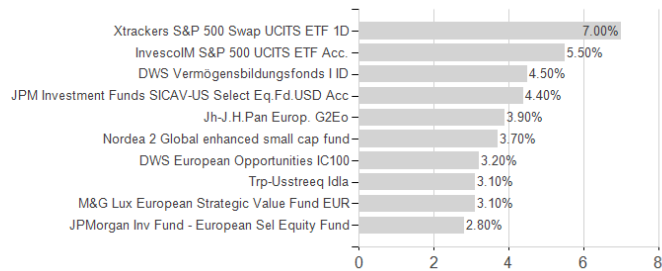 Xtrackers S&P 500 Swap UCITS ETF 1D 7.00%
InvescoIM S&P 500 UCITS ETF Acc. 5.50%
DWS Vermögensbildungsfonds I ID 4.50%
JPM Investment Funds SICAV-US Select Eq.Fd.USD Acc 4.40%
Jh-J.H.Pan Europ. G2Eo 3.90%
Nordea 2 Global enhanced small cap fund 3.70%
DWS European Opportunities IC100 3.20%
Trp-Usstreeq Idla 3.10%
M&G Lux European Strategic Value Fund EUR 3.10%
JPMorgan Inv Fund - European Sel Equity Fund 2.80%
0 2 4 6 8